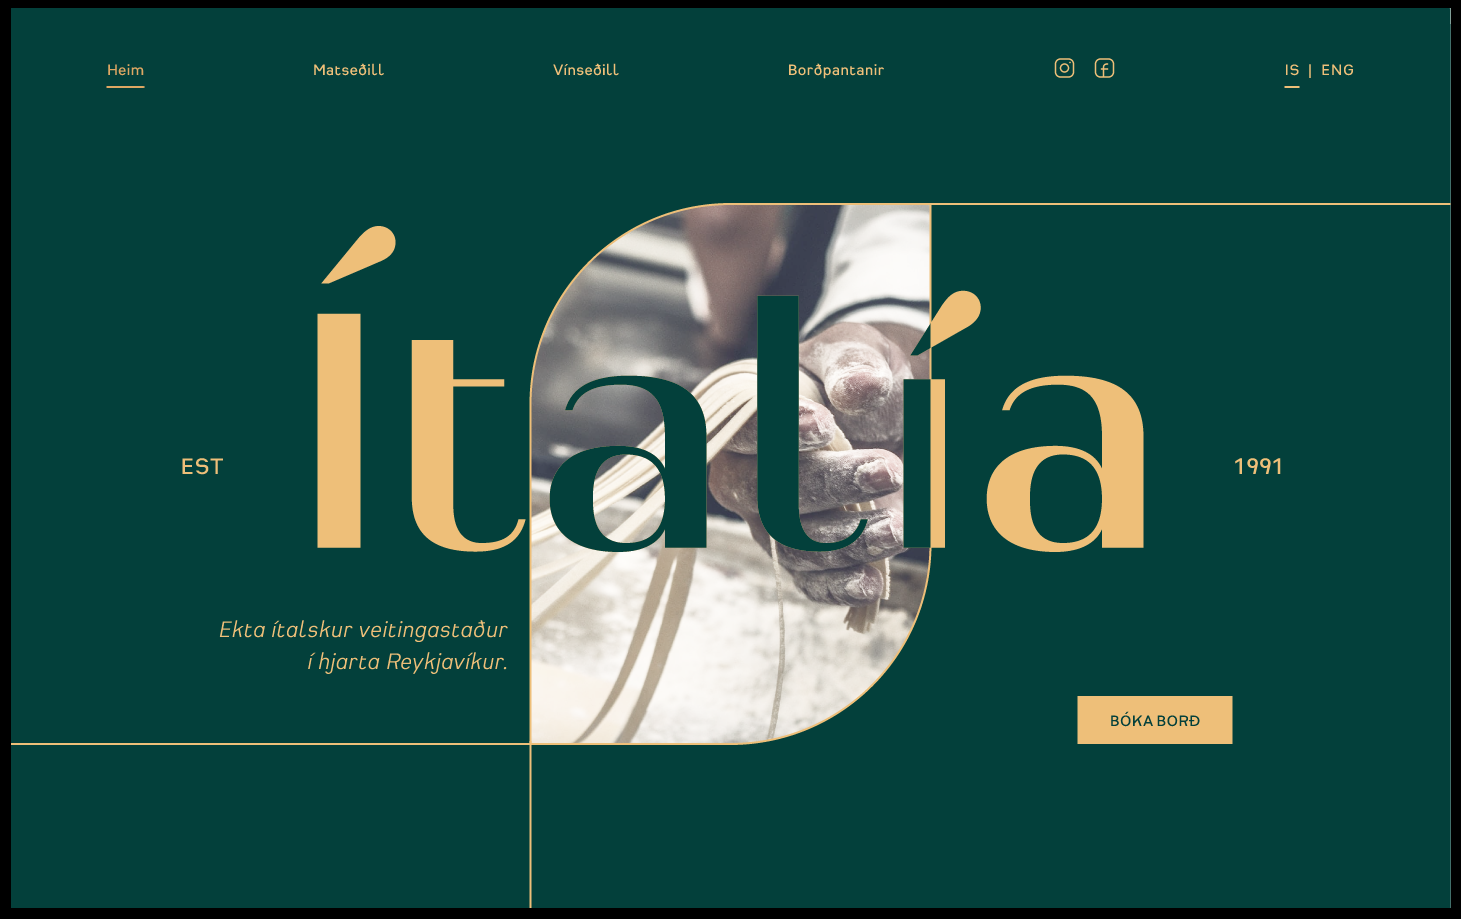 Heim
Matseðill
Vínseðill
Borðpantanir
IS | ENG
Ítalía
EST
1991
Ekta ítalskur veitingastaður
í hjarta Reykjavíkur.
BÓKA BORÐ